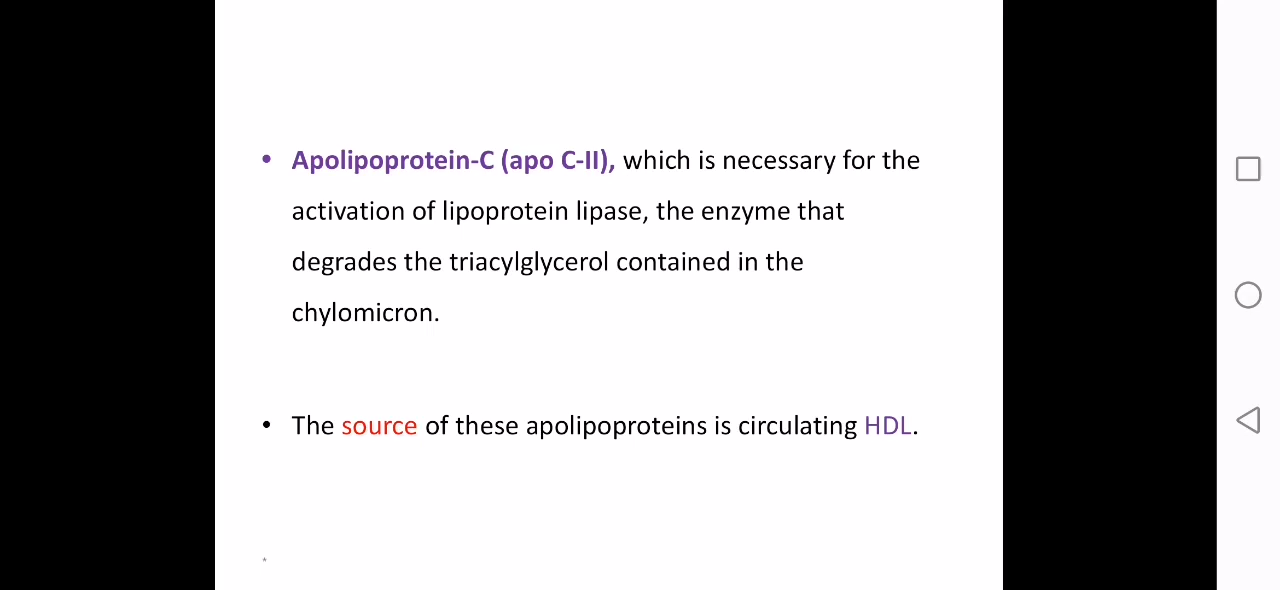 • Apolipoprotein-C (apo C-II), which is necessary for the
activation of lipoprotein lipase, the enzyme that
degrades the triacylglycerol contained in the
chylomicron.
• The source of these apolipoproteins is circulating HDL.
*